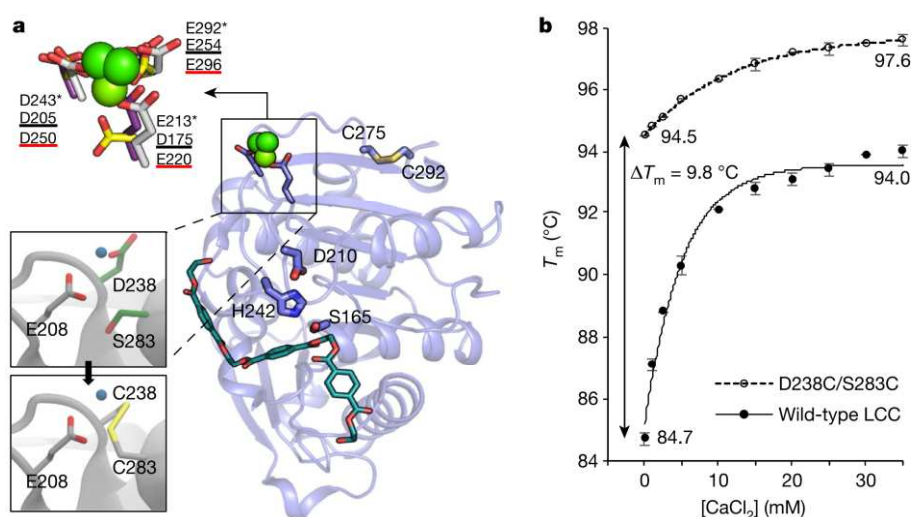 a
E292*
E254
E296
D243*
D205
D250
E213*
D175
E220
C275
C292
D210
H242
S165
D238
E208
S283
C238
E208
C283
b
98
96
94
92
90
88
86
84
Tm (°C)
97.6
94.5
ΔTm = 9.8 °C
94.0
84.7
D238C/S283C
Wild-type LCC
0
10
20
30
[CaCl2] (mM)